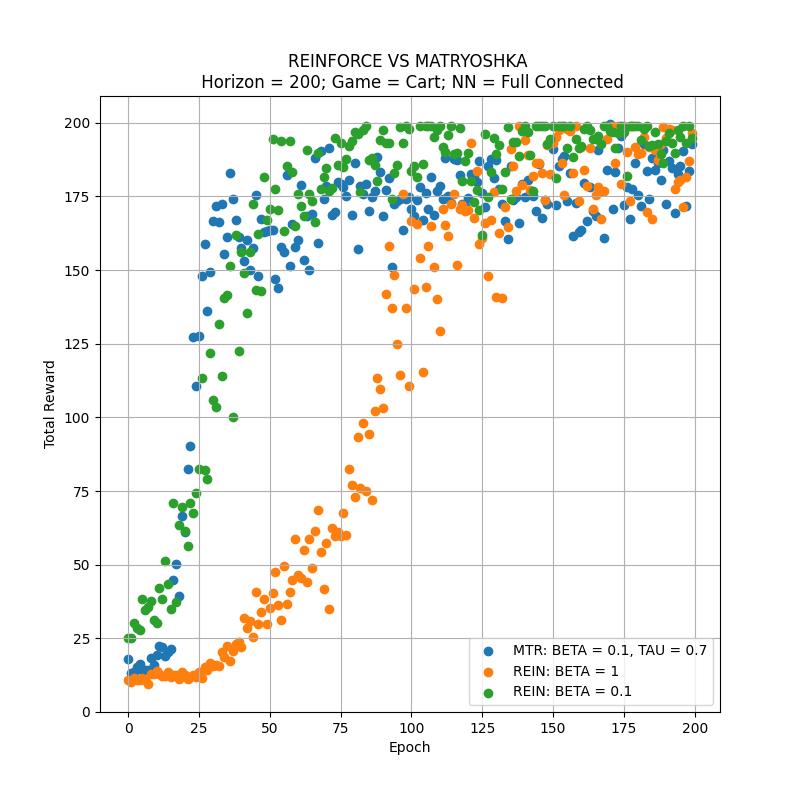 REINFORCE VS MATRYOSHKA
Horizon = 200; Game = Cart; NN = Full Connected
Total Reward
200
175
150
125
100
75
50
25
0
0 25 50 75 100 125 150 175 200
Epoch
MTR: BETA = 0.1, TAU = 0.7
REIN: BETA = 1
REIN: BETA = 0.1